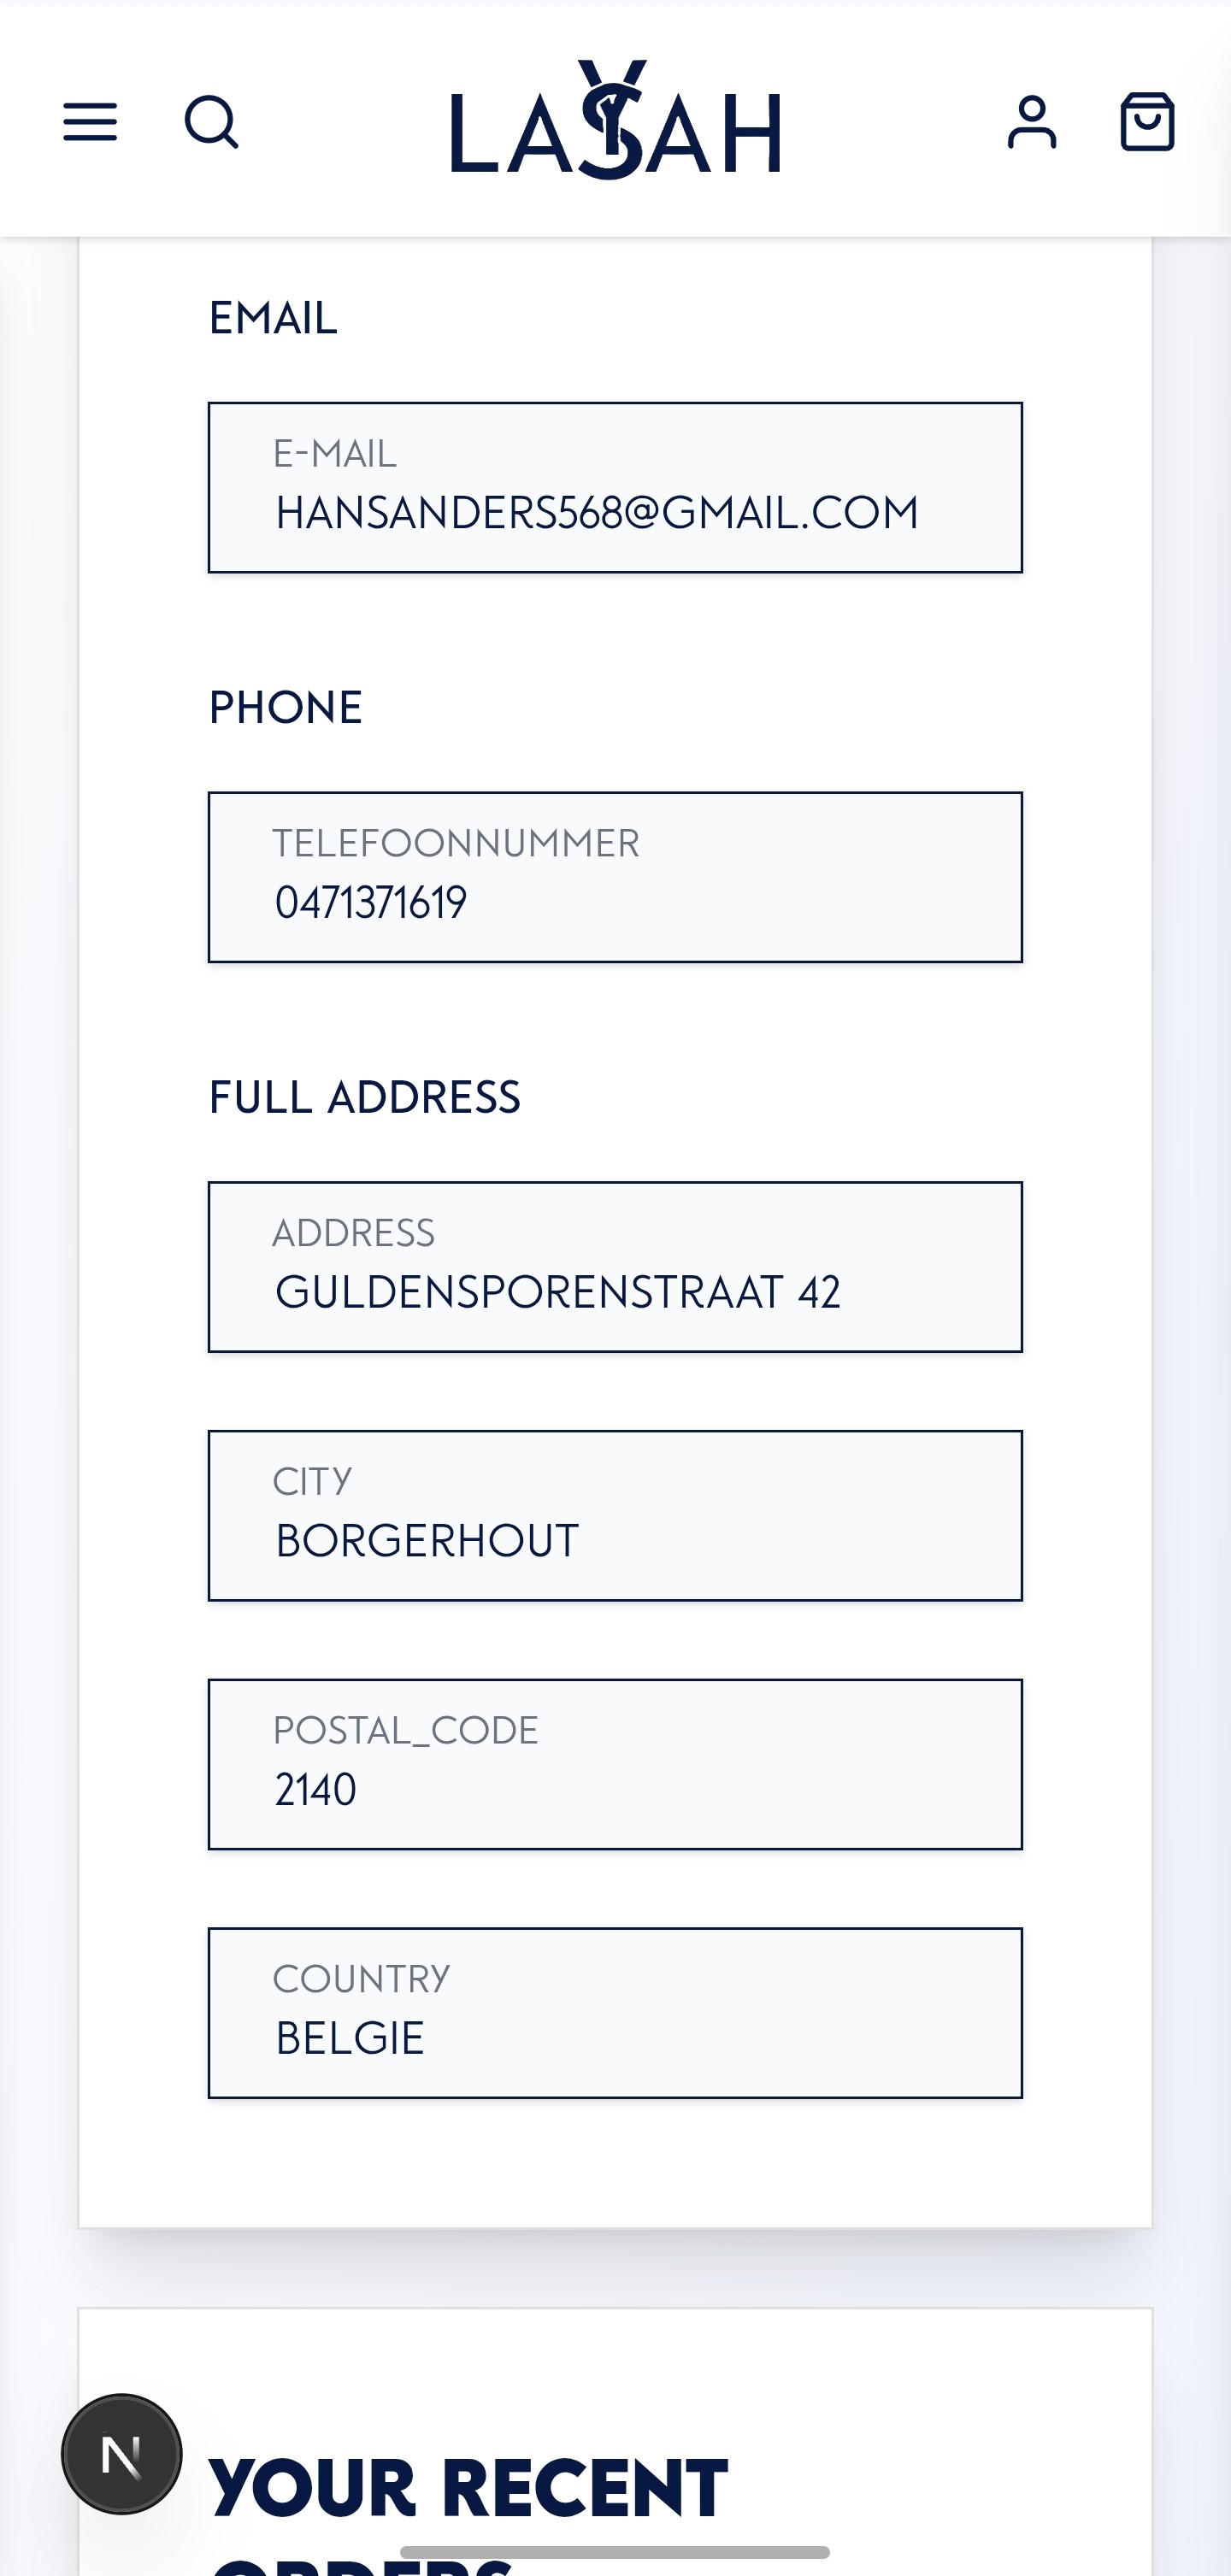 LAYSAH
EMAIL
E-MAIL
HANSANDERS568@GMAIL.COM
PHONE
TELEFOONNUMMER
0471371619
FULL ADDRESS
ADDRESS
GULDENSPORENSTRAAT 42
CITY
BORGERHOUT
POSTAL_CODE
2140
COUNTRY
BELGIE
N
YOUR RECENT
ORDERS